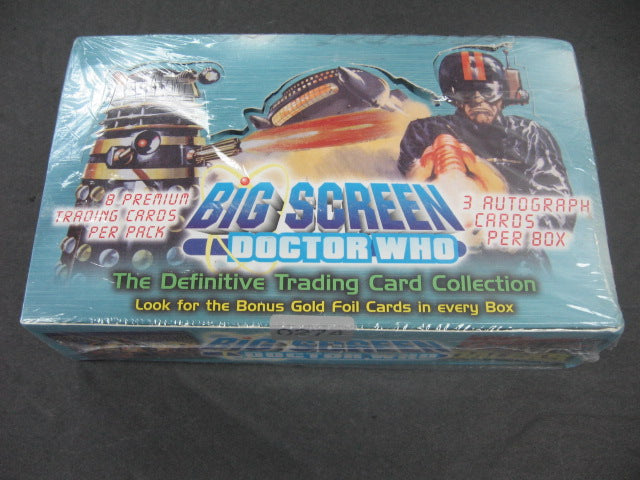 8 PREMIUM
TRADING CARDS
PER PACK
BIG SCREEN
DOCTOR WHO
3 AUTOGRAPH
CARDS
PER BOX
The Definitive Trading Card Collection
Look for the Bonus Gold Foil Cards in every Box
BIG SCREEN
DOCTOR WHO